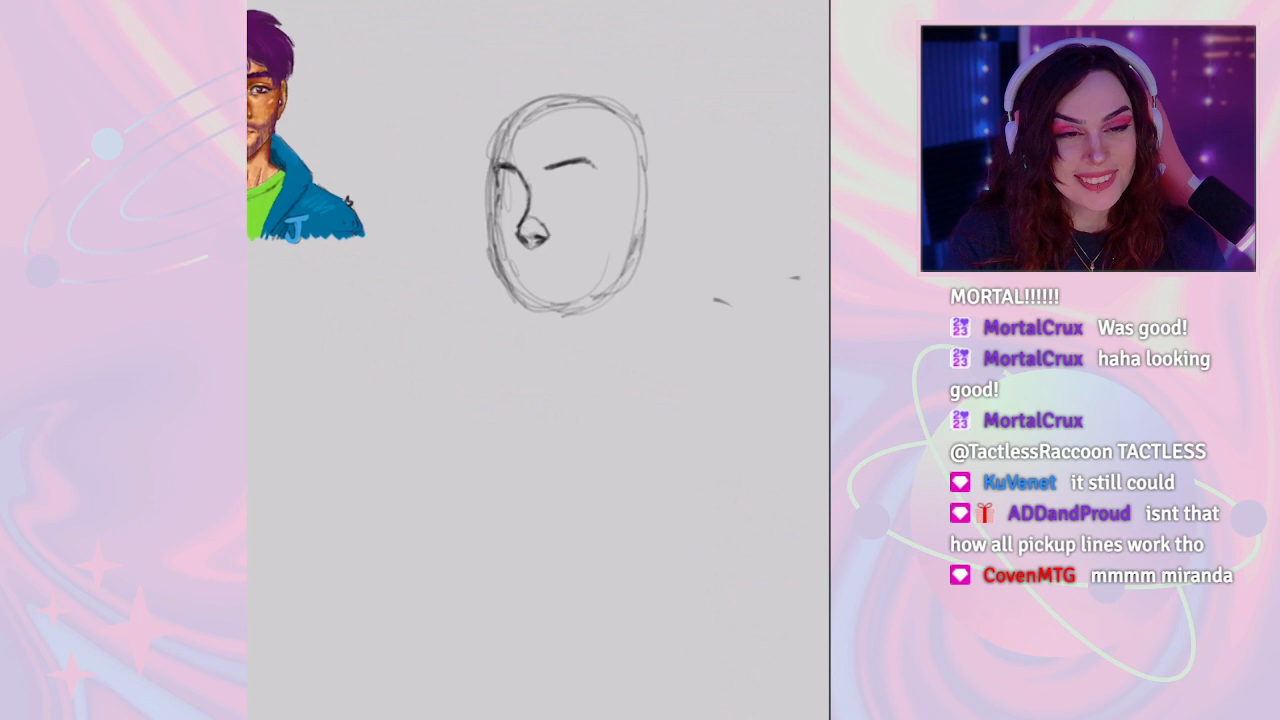 MORTAL!!!!!!
MortalCrux Was good!
MortalCrux haha looking
good!
MortalCrux
@TactlessRaccoon TACTLESS
KuVenet it still could
ADDandProud isnt that
how all pickup lines work tho
CovenMTG mmmm miranda